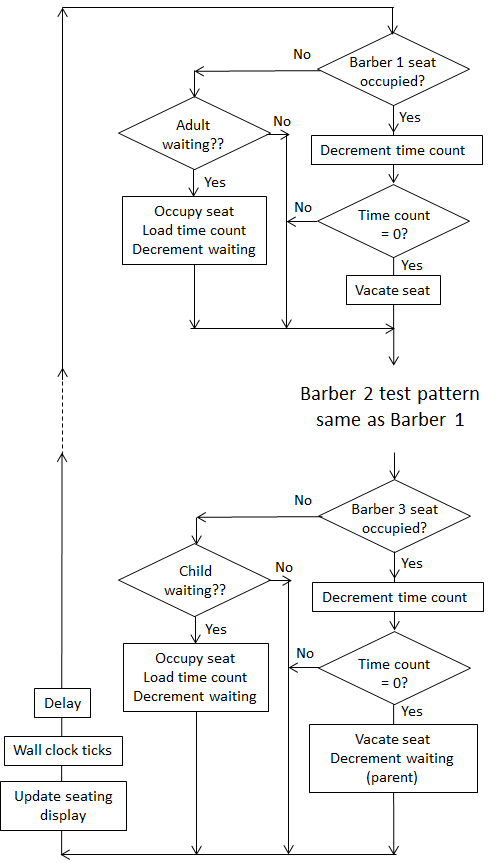 No
Barber 1 seat
occupied?
Yes
Adult
waiting??
No
Decrement time count
Yes
Occupy seat
Load time count
Decrement waiting
No
Time count
= 0?
Yes
Vacate seat
Barber 2 test pattern
same as Barber 1
No
Barber 3 seat
occupied?
Yes
Child
waiting??
No
Decrement time count
Yes
Occupy seat
Load time count
Decrement waiting
No
Time count
= 0?
Yes
Vacate seat
Decrement waiting
(parent)
Delay
Wall clock ticks
Update seating
display